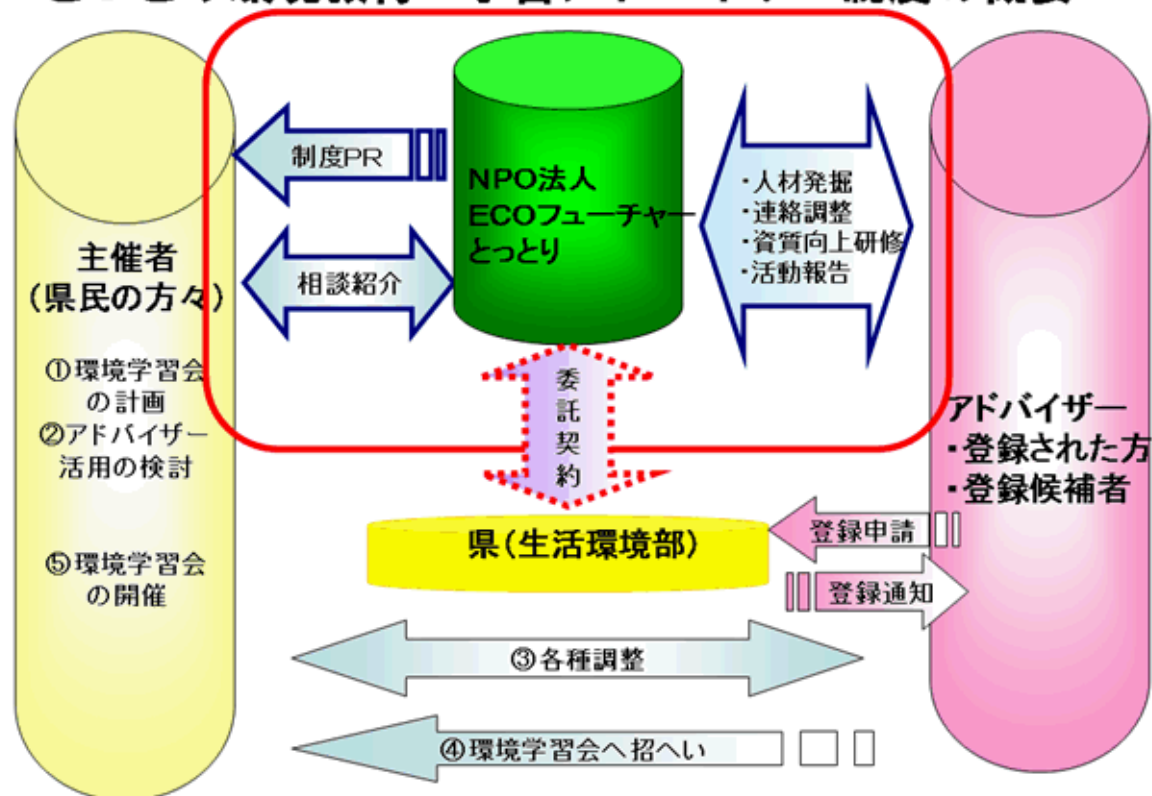 制度PR
相談紹介
NPO法人
ECOフューチャー
とっとり
・人材発掘
・連絡調整
・資質向上研修
・活動報告
主催者
(県民の方々)
①環境学習会
の計画
②アドバイザー
活用の検討
⑤環境学習会
の開催
委
託
契
約
県(生活環境部)
アドバイザー
・登録された方
・登録候補者
登録申請
登録通知
③各種調整
④環境学習会へ招へい